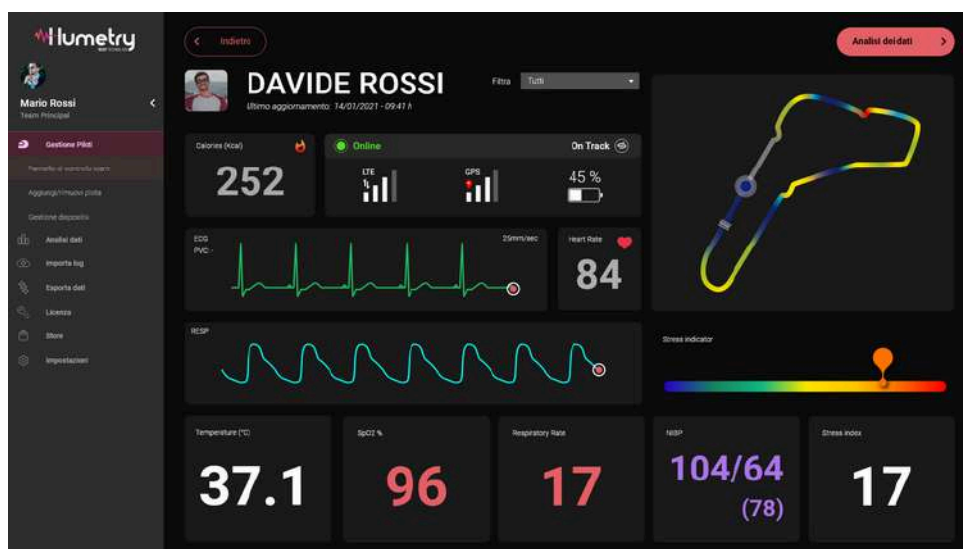 Humetry
Mario Rossi
Team Principal
Gestione Piloti
Aggiungi/rimuovi pilota
Gestione deposito
Analisi dati
Importa log
Esporta dati
Licenza
Store
Impostazioni
Indietro
Analisi dei dati
DAVIDE ROSSI
Ultimo aggiornamento: 14/01/2021 - 09:41 h
Filtra
Tutti
Calories (Kcal)
252
Online
On Track
LTE
GPS
45 %
ECG
PVC: -
25mm/sec
Heart Rate
84
RESP
Stress indicator
Temperature (°C)
37.1
SpO2 %
96
Respiratory Rate
17
NIBP
104/64
(78)
Stress index
17